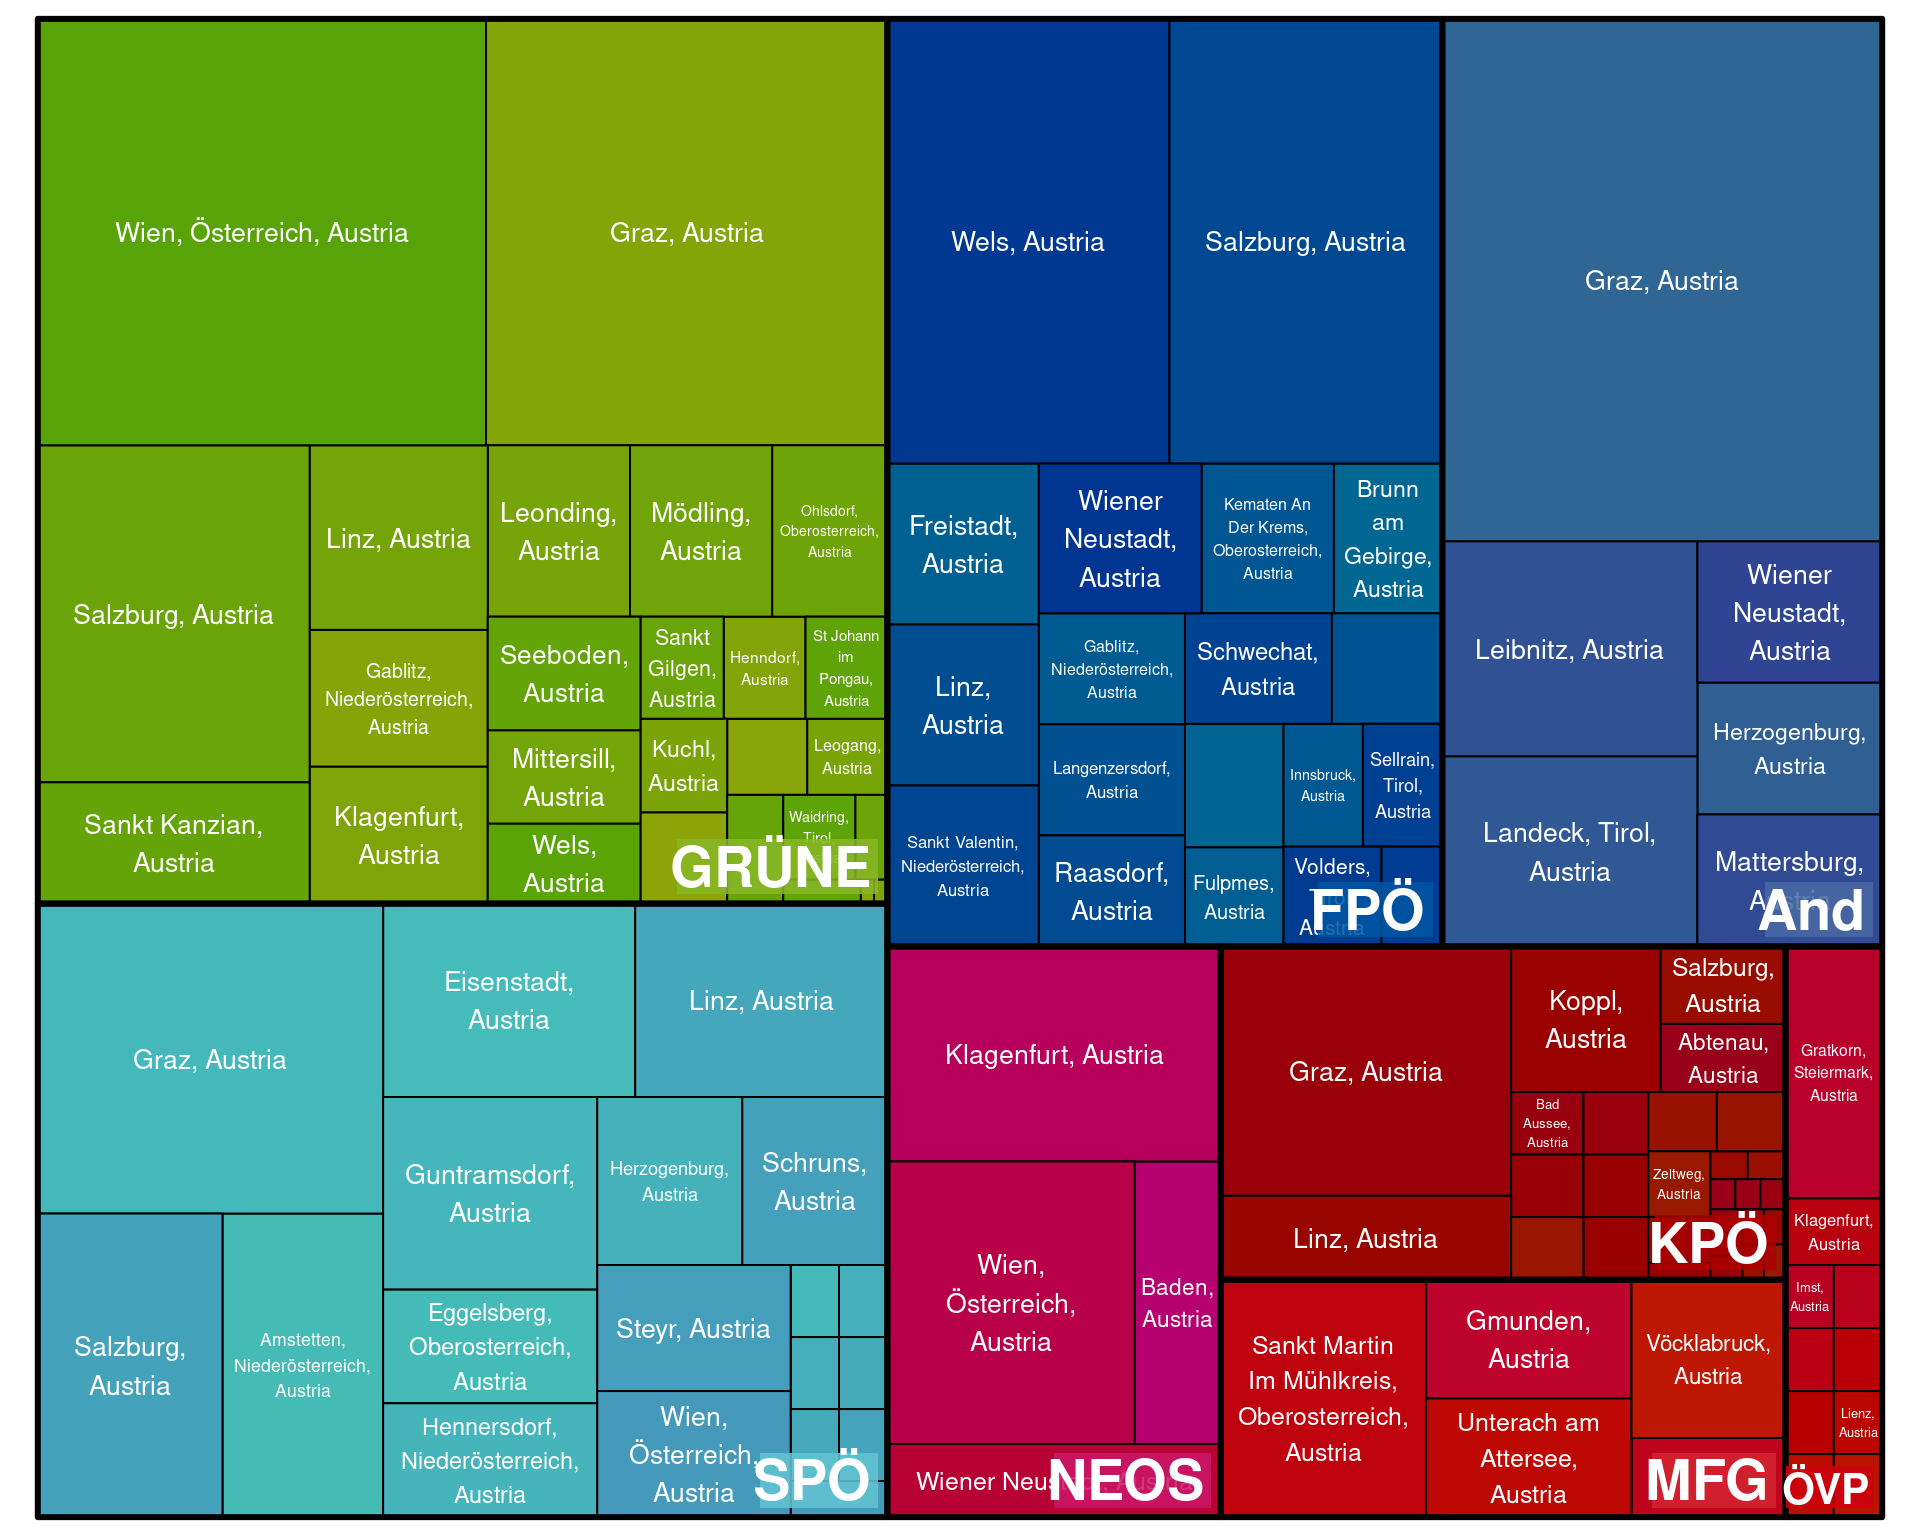 Wien, Österreich, Austria
Graz, Austria
Salzburg, Austria
Linz, Austria
Leonding,
Austria
Mödling,
Austria
Ohlsdorf,
Oberosterreich,
Austria
Gablitz,
Niederösterreich,
Austria
Seeboden,
Austria
Sankt
Gilgen,
Austria
Henndorf,
Austria
St Johann
im
Pongau,
Austria
Mittersill,
Austria
Kuchl,
Austria
Leogang,
Austria
Sankt Kanzian,
Austria
Klagenfurt,
Austria
Wels,
Austria
Waidring,
Tirol,
GRÜNE
Wels, Austria
Salzburg, Austria
Freistadt,
Austria
Wiener
Neustadt,
Austria
Kematen An
Der Krems,
Oberosterreich,
Austria
Brunn
am
Gebirge,
Austria
Linz,
Austria
Gablitz,
Niederösterreich,
Austria
Schwechat,
Austria
Langenzersdorf,
Austria
Innsbruck,
Austria
Sellrain,
Tirol,
Austria
Sankt Valentin,
Niederösterreich,
Austria
Raasdorf,
Austria
Fulpmes,
Austria
Volders,
Austria
FPÖ
Graz, Austria
Leibnitz, Austria
Wiener
Neustadt,
Austria
Herzogenburg,
Austria
Landeck, Tirol,
Austria
Mattersburg,
Austria
And
Graz, Austria
Eisenstadt,
Austria
Linz, Austria
Guntramsdorf,
Austria
Herzogenburg,
Austria
Schruns,
Austria
Salzburg,
Austria
Amstetten,
Niederösterreich,
Austria
Eggelsberg,
Oberosterreich,
Austria
Steyr, Austria
Hennersdorf,
Niederösterreich,
Austria
Wien,
Österreich,
Austria
SPÖ
Klagenfurt, Austria
Wien,
Österreich,
Austria
Baden,
Austria
Wiener Neustadt, Austria
NEOS
Graz, Austria
Koppl,
Austria
Salzburg,
Austria
Abtenau,
Austria
Bad
Aussee,
Austria
Zeltweg,
Austria
Linz, Austria
KPÖ
Sankt Martin
Im Mühlkreis,
Oberosterreich,
Austria
Gmunden,
Austria
Vöcklabruck,
Austria
Unterach am
Attersee,
Austria
MFG
Gratkorn,
Steiermark,
Austria
Klagenfurt,
Austria
Imst,
Austria
Lienz,
Austria
ÖVP